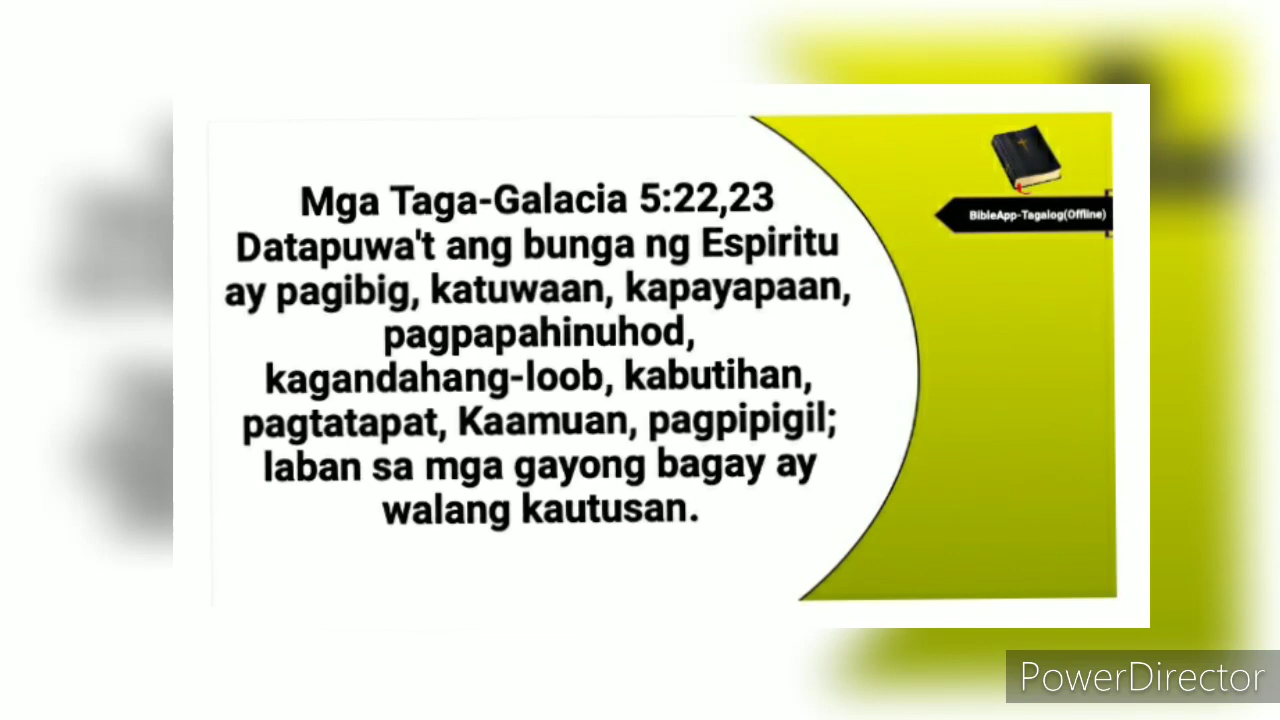 Mga Taga-Galacia 5:22,23
Datapuwa't ang bunga ng Espiritu
ay pagibig, katuwaan, kapayapaan,
pagpapahinuhod,
kagandahang-loob, kabutihan,
pagtatapat, Kaamuan, pagpipigil;
laban sa mga gayong bagay ay
walang kautusan.
BibleApp-Tagalog(Offline)
PowerDirector